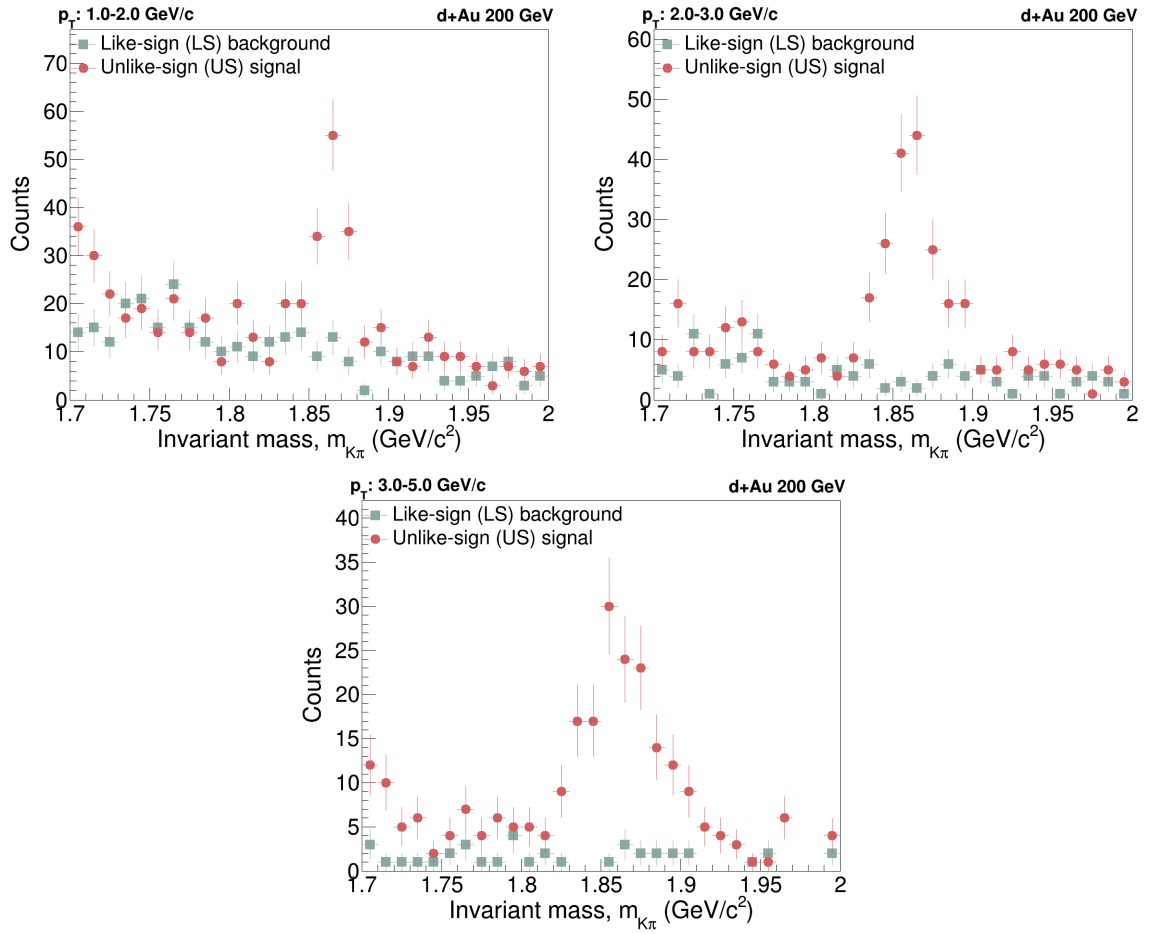 p_T: 1.0-2.0 GeV/c d+Au 200 GeV
Like-sign (LS) background
Unlike-sign (US) signal
70
60
50
40
30
20
10
0
Counts
1.7 1.75 1.8 1.85 1.9 1.95 2
Invariant mass, m_Kπ (GeV/c²)
p_T: 2.0-3.0 GeV/c d+Au 200 GeV
Like-sign (LS) background
Unlike-sign (US) signal
60
50
40
30
20
10
0
Counts
1.7 1.75 1.8 1.85 1.9 1.95 2
Invariant mass, m_Kπ (GeV/c²)
p_T: 3.0-5.0 GeV/c d+Au 200 GeV
Like-sign (LS) background
Unlike-sign (US) signal
40
35
30
25
20
15
10
5
0
Counts
1.7 1.75 1.8 1.85 1.9 1.95 2
Invariant mass, m_Kπ (GeV/c²)